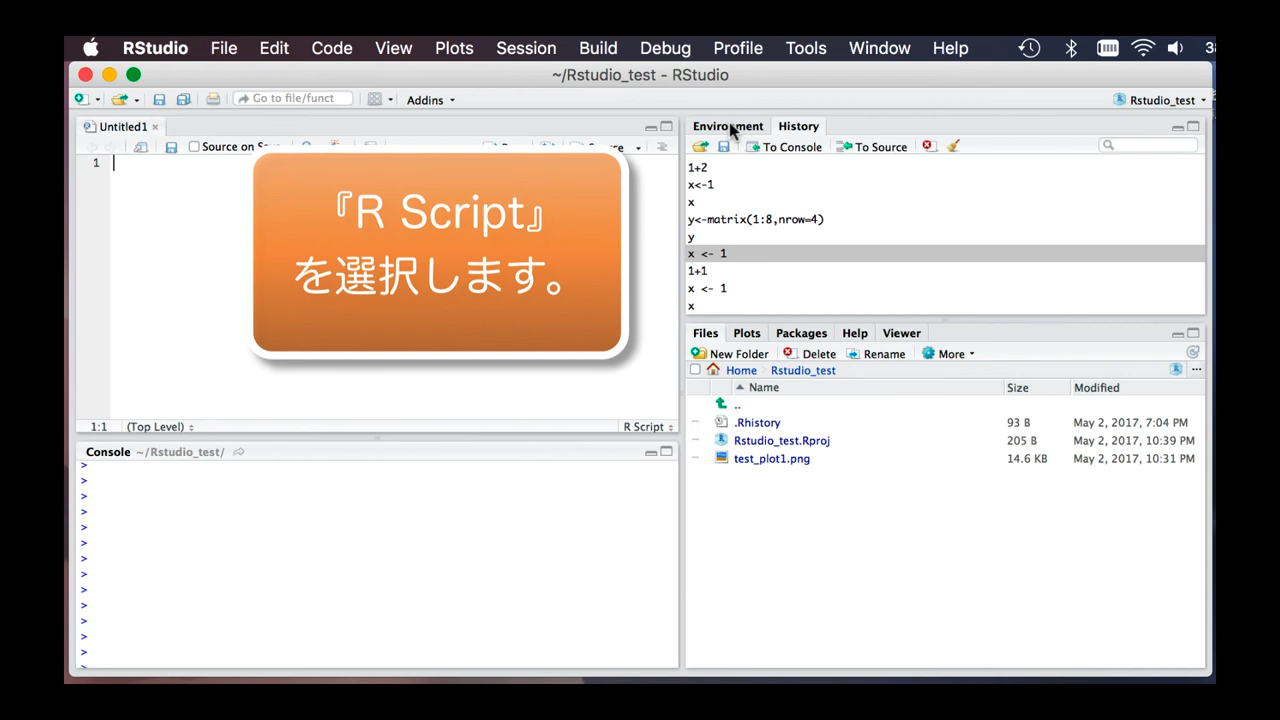 RStudio File Edit Code View Plots Session Build Debug Profile Tools Window Help
~/Rstudio_test - RStudio
Go to file/funct Addins Rstudio_test
Untitled1
Source on
1
『R Script』
を選択します。
1:1 (Top Level) R Script
Console ~/Rstudio_test/
>
>
>
>
>
>
>
>
>
>
>
>
>
>
Environment History
To Console To Source
1+2
x<-1
x
y<-matrix(1:8,nrow=4)
y
x <- 1
1+1
x <- 1
x
Files Plots Packages Help Viewer
New Folder Delete Rename More
Home Rstudio_test ...
Name Size Modified
..
.Rhistory 93 B May 2, 2017, 7:04 PM
Rstudio_test.Rproj 205 B May 2, 2017, 10:39 PM
test_plot1.png 14.6 KB May 2, 2017, 10:31 PM